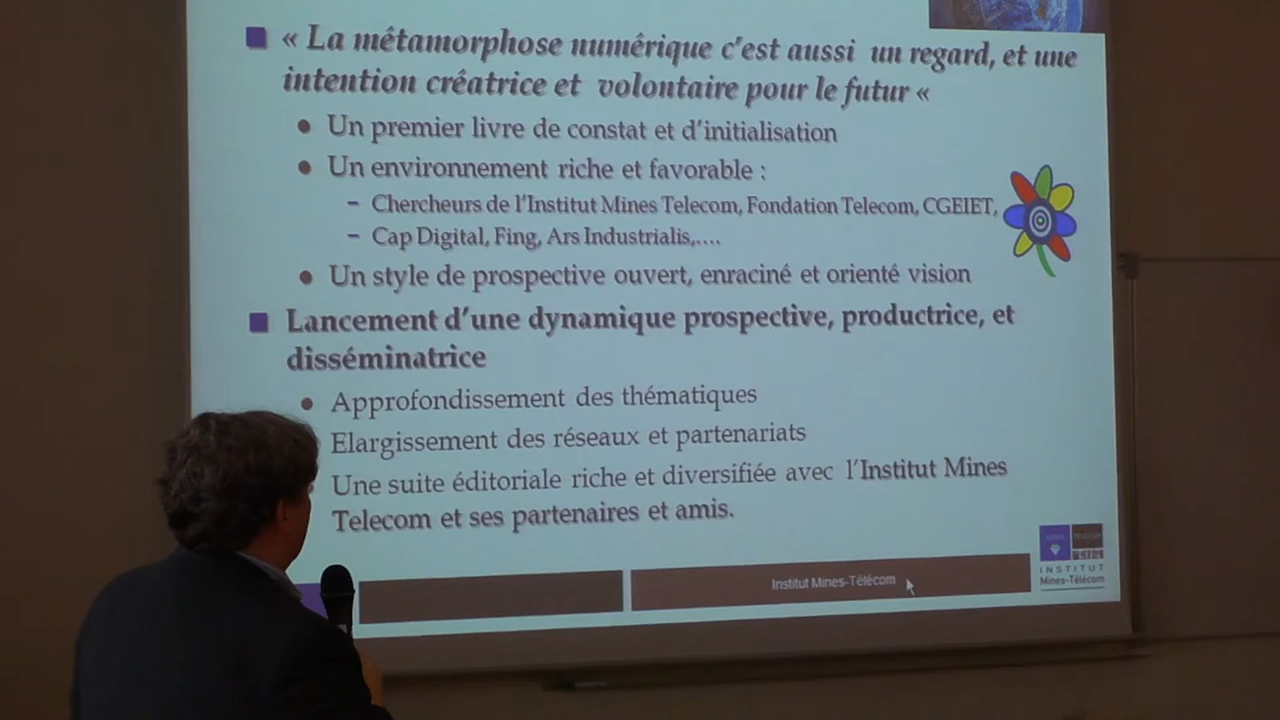 « La métamorphose numérique c'est aussi un regard, et une
intention créatrice et volontaire pour le futur «
Un premier livre de constat et d'initialisation
Un environnement riche et favorable :
– Chercheurs de l'Institut Mines Telecom, Fondation Telecom, CGEIET,
– Cap Digital, Fing, Ars Industrialis,….
Un style de prospective ouvert, enraciné et orienté vision
Lancement d'une dynamique prospective, productrice, et
disséminatrice
Approfondissement des thématiques
Elargissement des réseaux et partenariats
Une suite éditoriale riche et diversifiée avec l'Institut Mines
Telecom et ses partenaires et amis.
Institut Mines-Télécom
INSTITUT
Mines-Télécom